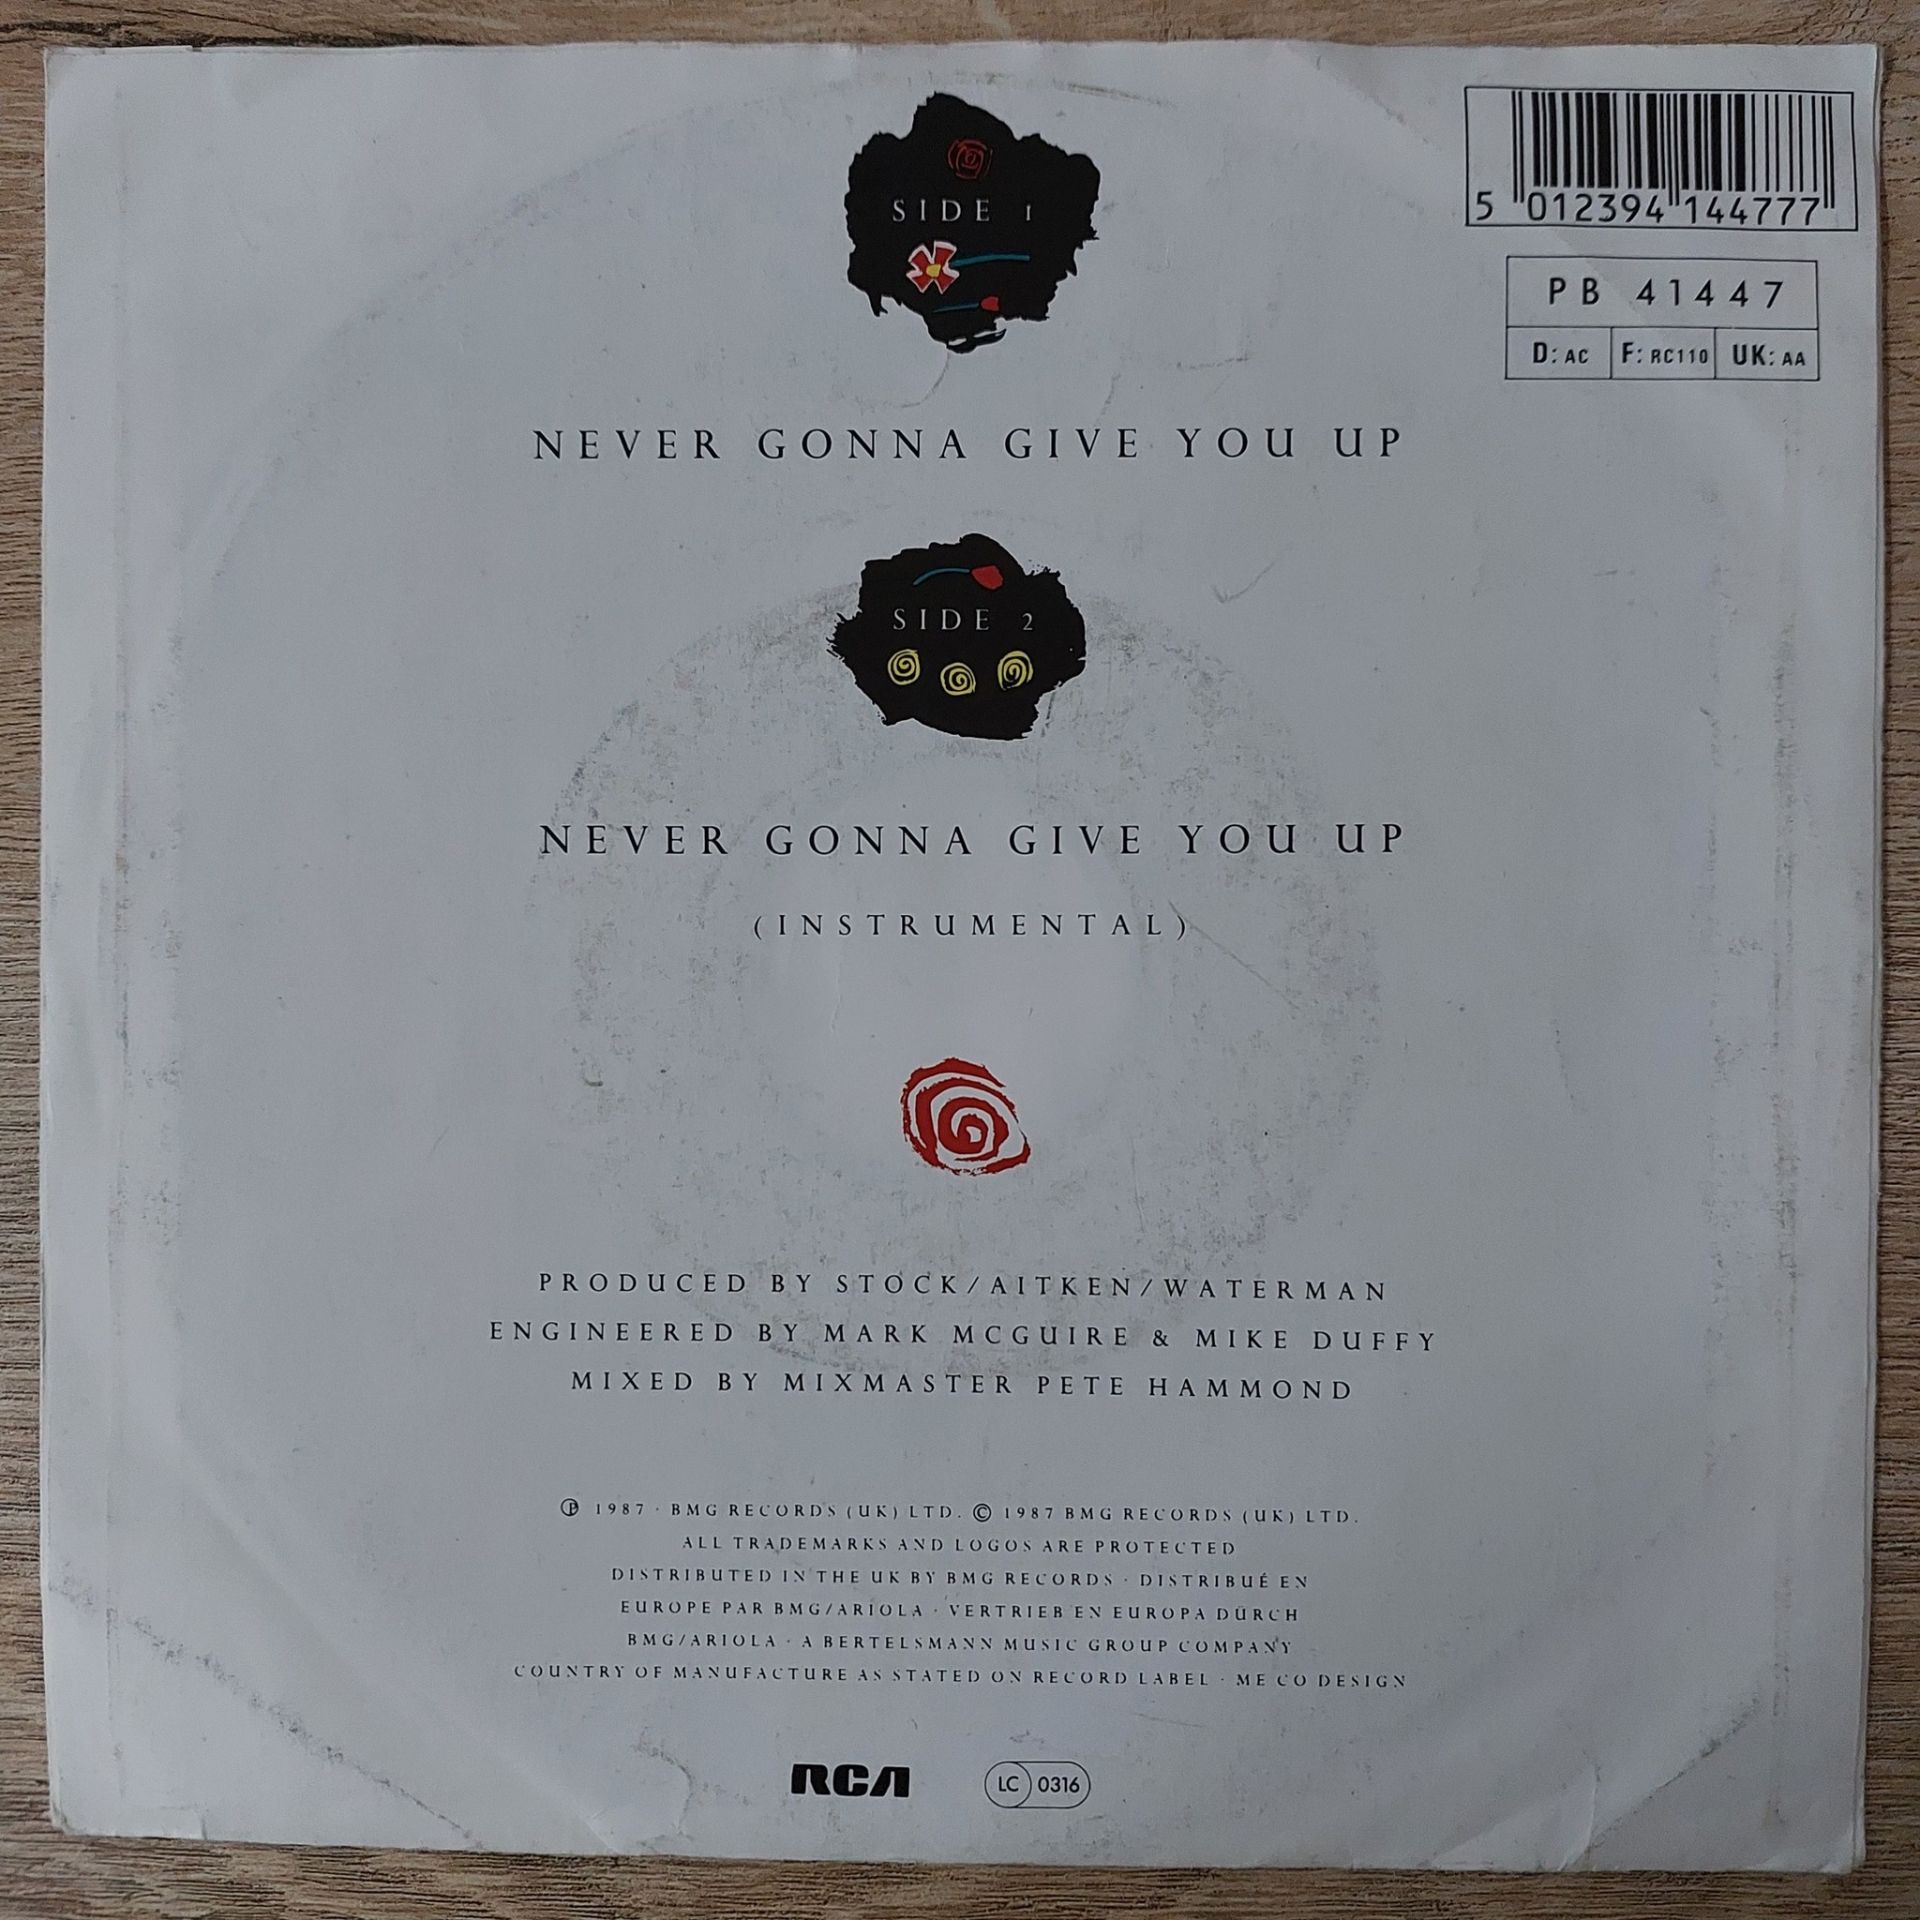 SIDE 1
5 012394 144777
PB 41447
D: AC F: RC110 UK: AA
NEVER GONNA GIVE YOU UP
SIDE 2
NEVER GONNA GIVE YOU UP
(INSTRUMENTAL)
PRODUCED BY STOCK/AITKEN/WATERMAN
ENGINEERED BY MARK MCGUIRE & MIKE DUFFY
MIXED BY MIXMASTER PETE HAMMOND
℗ 1987 · BMG RECORDS (UK) LTD. © 1987 BMG RECORDS (UK) LTD.
ALL TRADEMARKS AND LOGOS ARE PROTECTED
DISTRIBUTED IN THE UK BY BMG RECORDS · DISTRIBUÉ EN
EUROPE PAR BMG/ARIOLA · VERTRIEB EN EUROPA DÜRCH
BMG/ARIOLA · A BERTELSMANN MUSIC GROUP COMPANY
COUNTRY OF MANUFACTURE AS STATED ON RECORD LABEL · ME CO DESIGN
RCA LC 0316